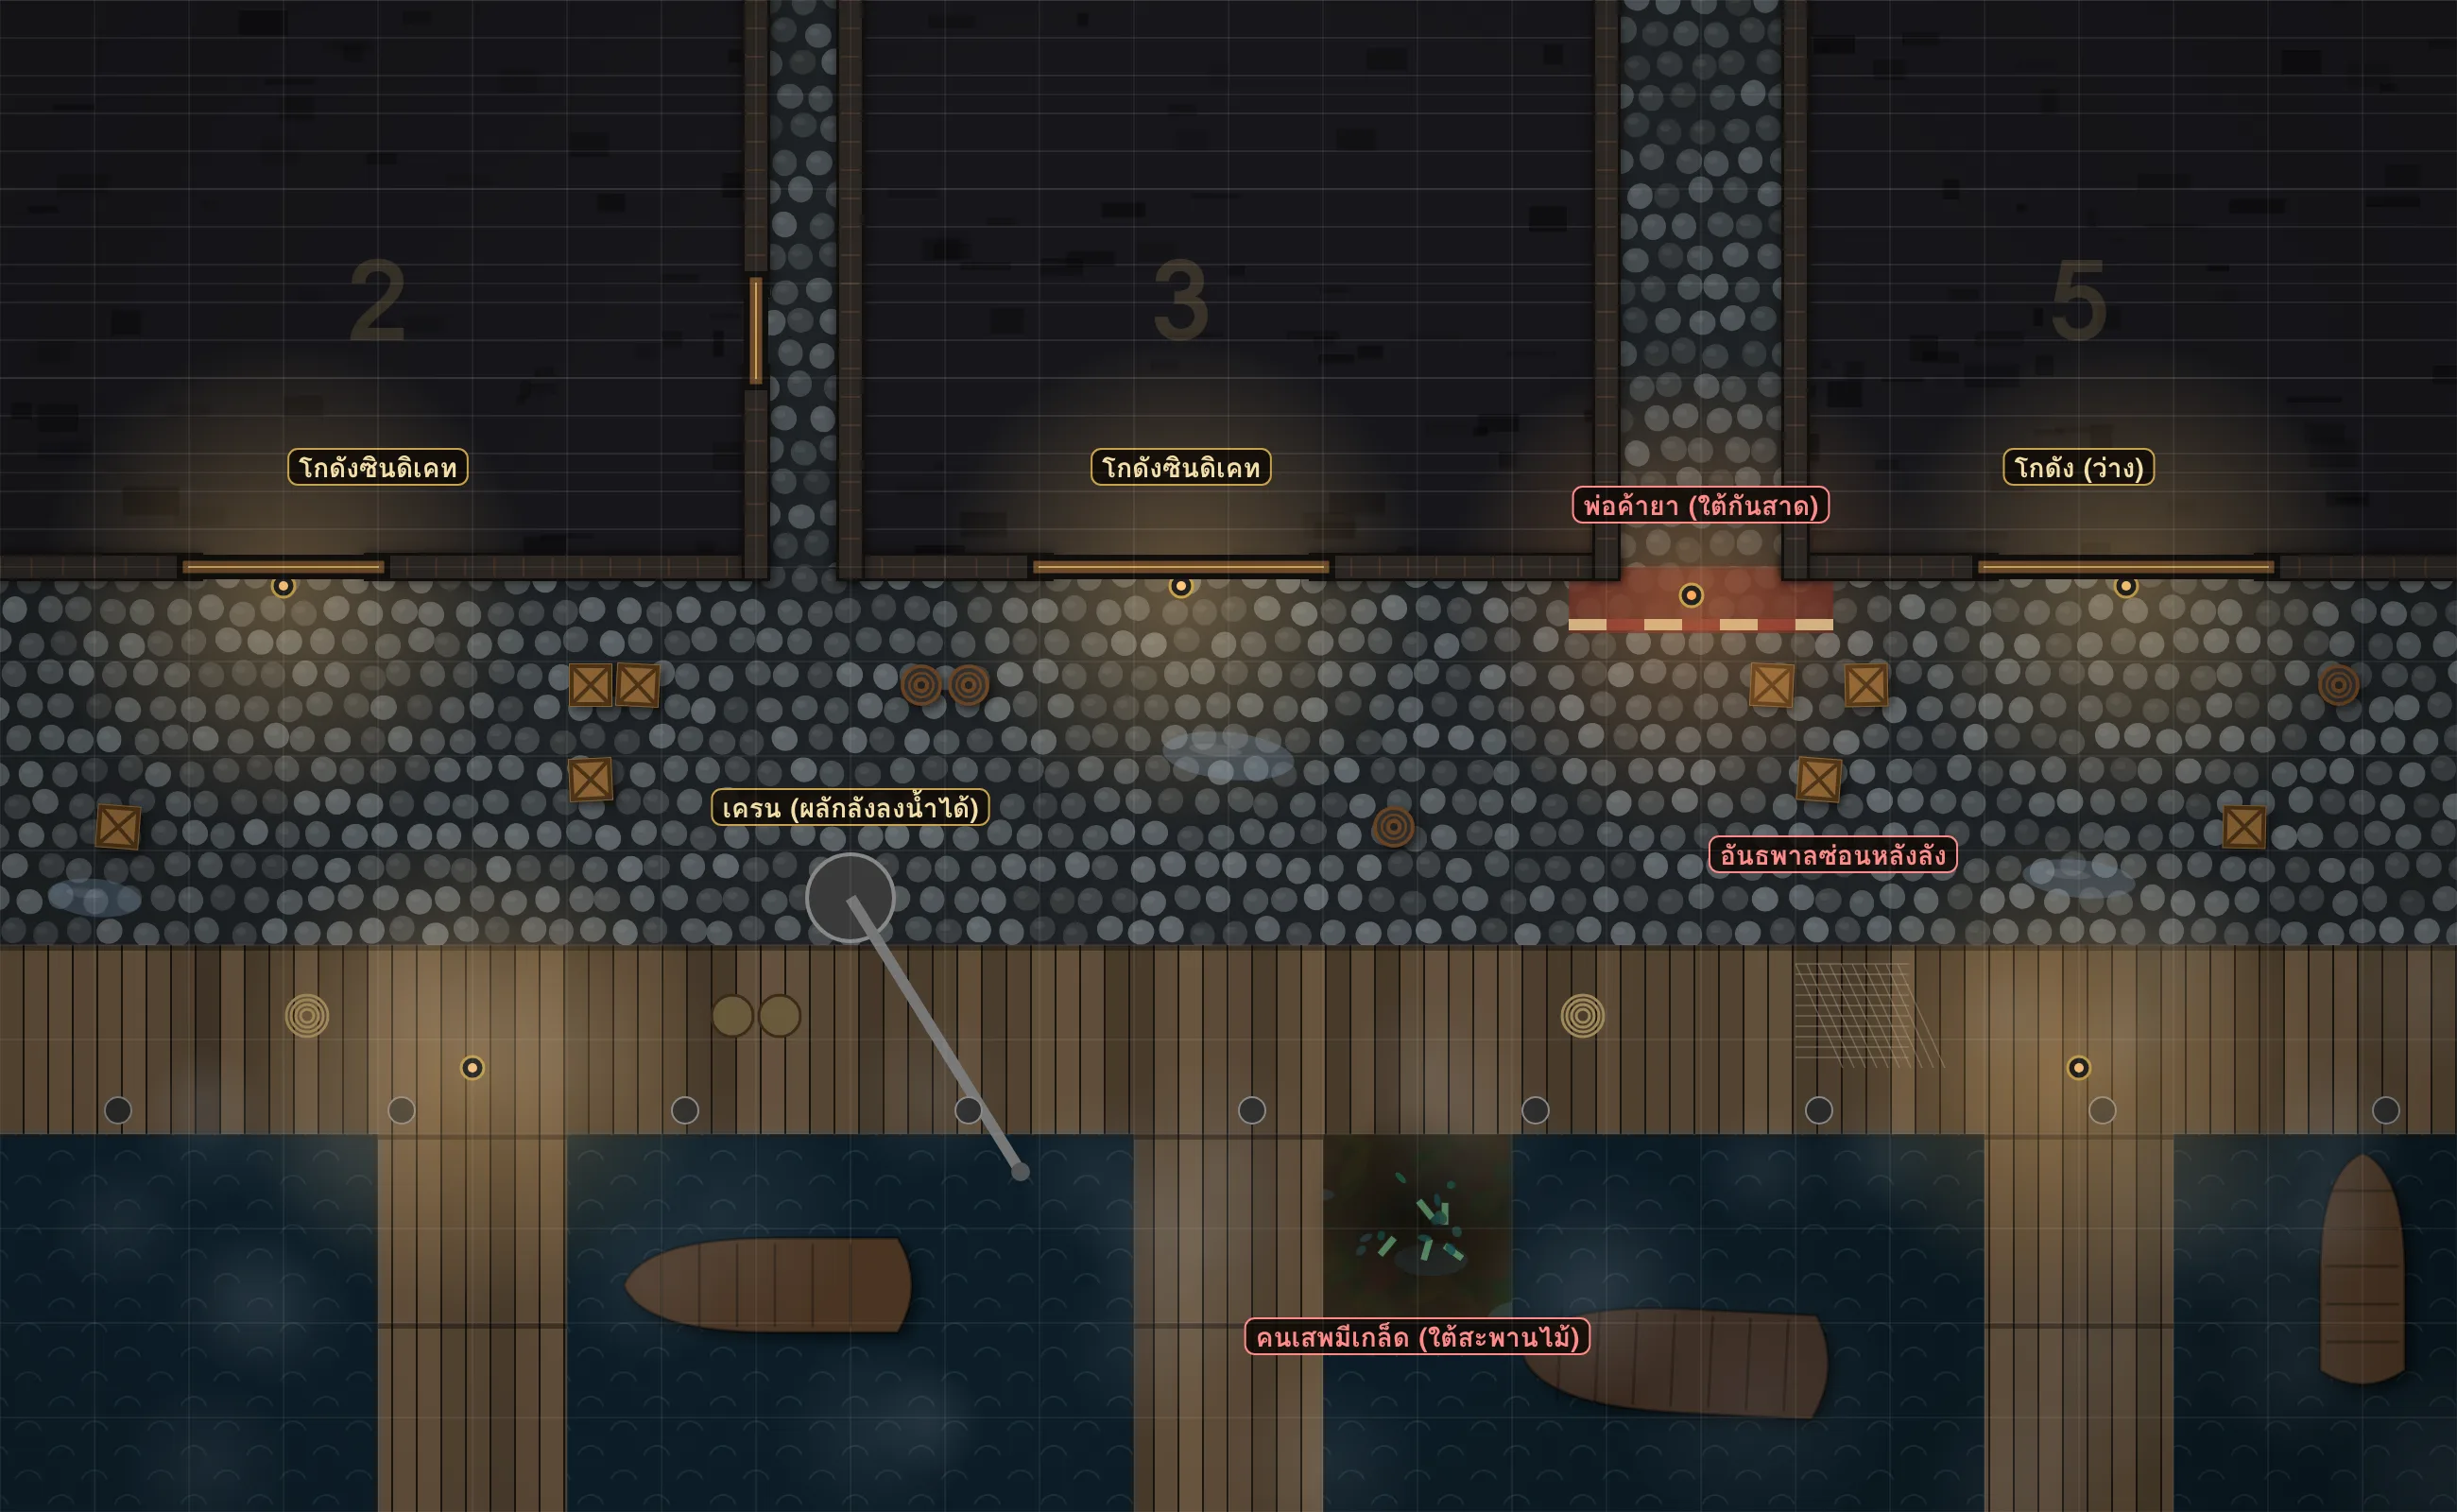 2
3
5
โกดังซินดิเคท
โกดังซินดิเคท
โกดัง (ว่าง)
พ่อค้ายา (ใต้กันสาด)
เครน (ผลักลังลงน้ำได้)
อันธพาลซ่อนหลังลัง
คนเสพมีเกล็ด (ใต้สะพานไม้)